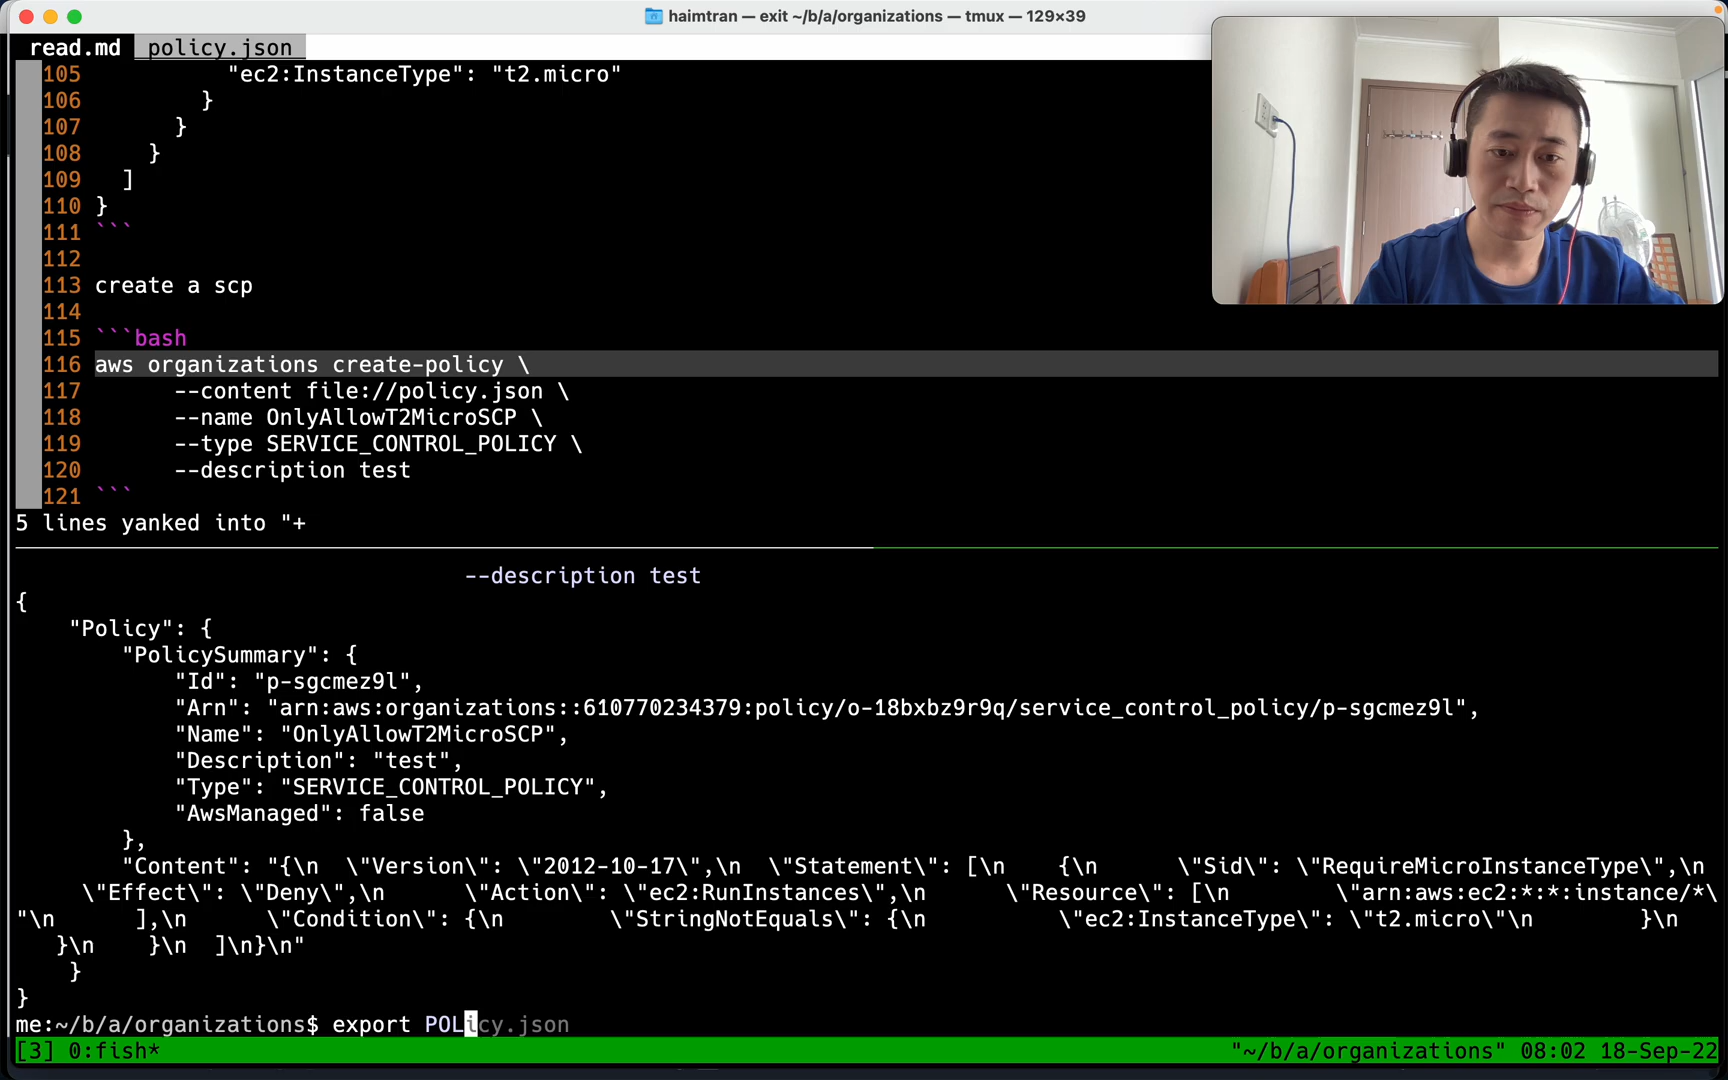 haimtran — exit ~/b/a/organizations — tmux — 129×39
read.md policy.json
105 "ec2:InstanceType": "t2.micro"
106 }
107 }
108 }
109 ]
110 }
111 ```
112
113 create a scp
114
115 ```bash
116 aws organizations create-policy \
117 --content file://policy.json \
118 --name OnlyAllowT2MicroSCP \
119 --type SERVICE_CONTROL_POLICY \
120 --description test
121 ```
5 lines yanked into "+
--description test
{
"Policy": {
"PolicySummary": {
"Id": "p-sgcmez9l",
"Arn": "arn:aws:organizations::610770234379:policy/o-18bxbz9r9q/service_control_policy/p-sgcmez9l",
"Name": "OnlyAllowT2MicroSCP",
"Description": "test",
"Type": "SERVICE_CONTROL_POLICY",
"AwsManaged": false
},
"Content": "{\n  \"Version\": \"2012-10-17\",\n  \"Statement\": [\n    {\n      \"Sid\": \"RequireMicroInstanceType\",\n
\"Effect\": \"Deny\",\n      \"Action\": \"ec2:RunInstances\",\n      \"Resource\": [\n        \"arn:aws:ec2:*:*:instance/*\
"\n      ],\n      \"Condition\": {\n        \"StringNotEquals\": {\n          \"ec2:InstanceType\": \"t2.micro\"\n        }\n
}\n    }\n  ]\n}\n"
}
}
me:~/b/a/organizations$ export POLicy.json
[3] 0:fish* "~/b/a/organizations" 08:02 18-Sep-22